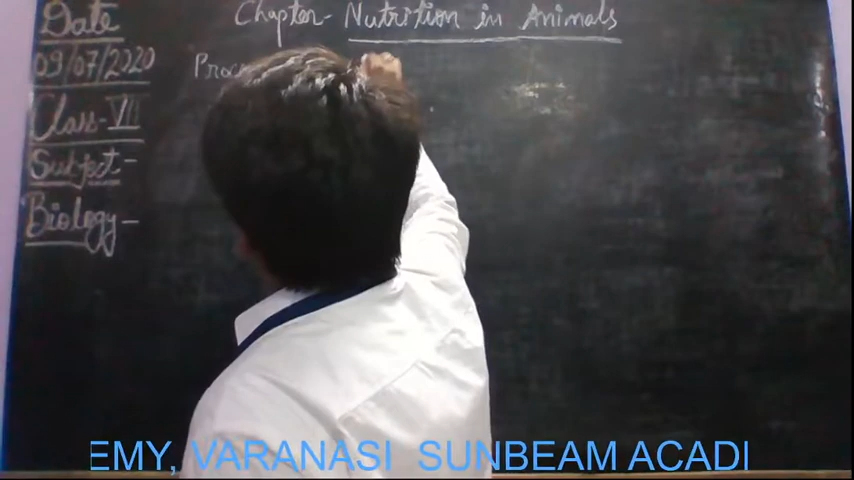 Date
09/07/2020
Class-VII
Subject-
Biology-
Chapter- Nutrition in Animals
EMY, VARANASI SUNBEAM ACADI